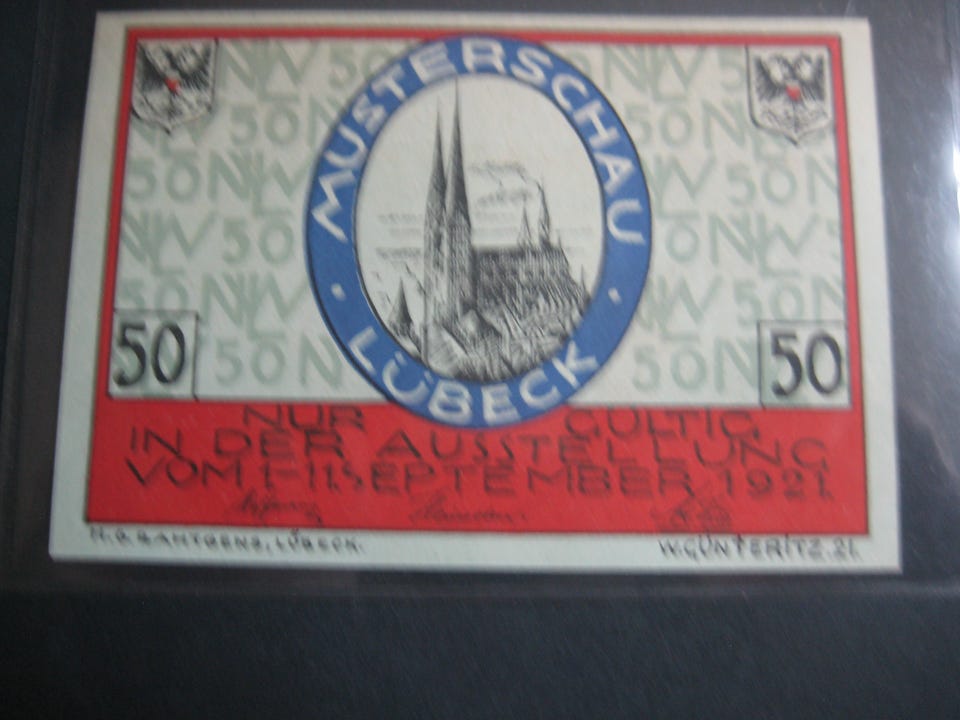 MUSTERSCHAU
LÜBECK
50
50
NUR GÜLTIG
IN DER AUSSTELLUNG
VOM 1.-11. SEPTEMBER 1921.
H.G. RAHTGENS, LÜBECK.
W. GÜNTERITZ. 21.